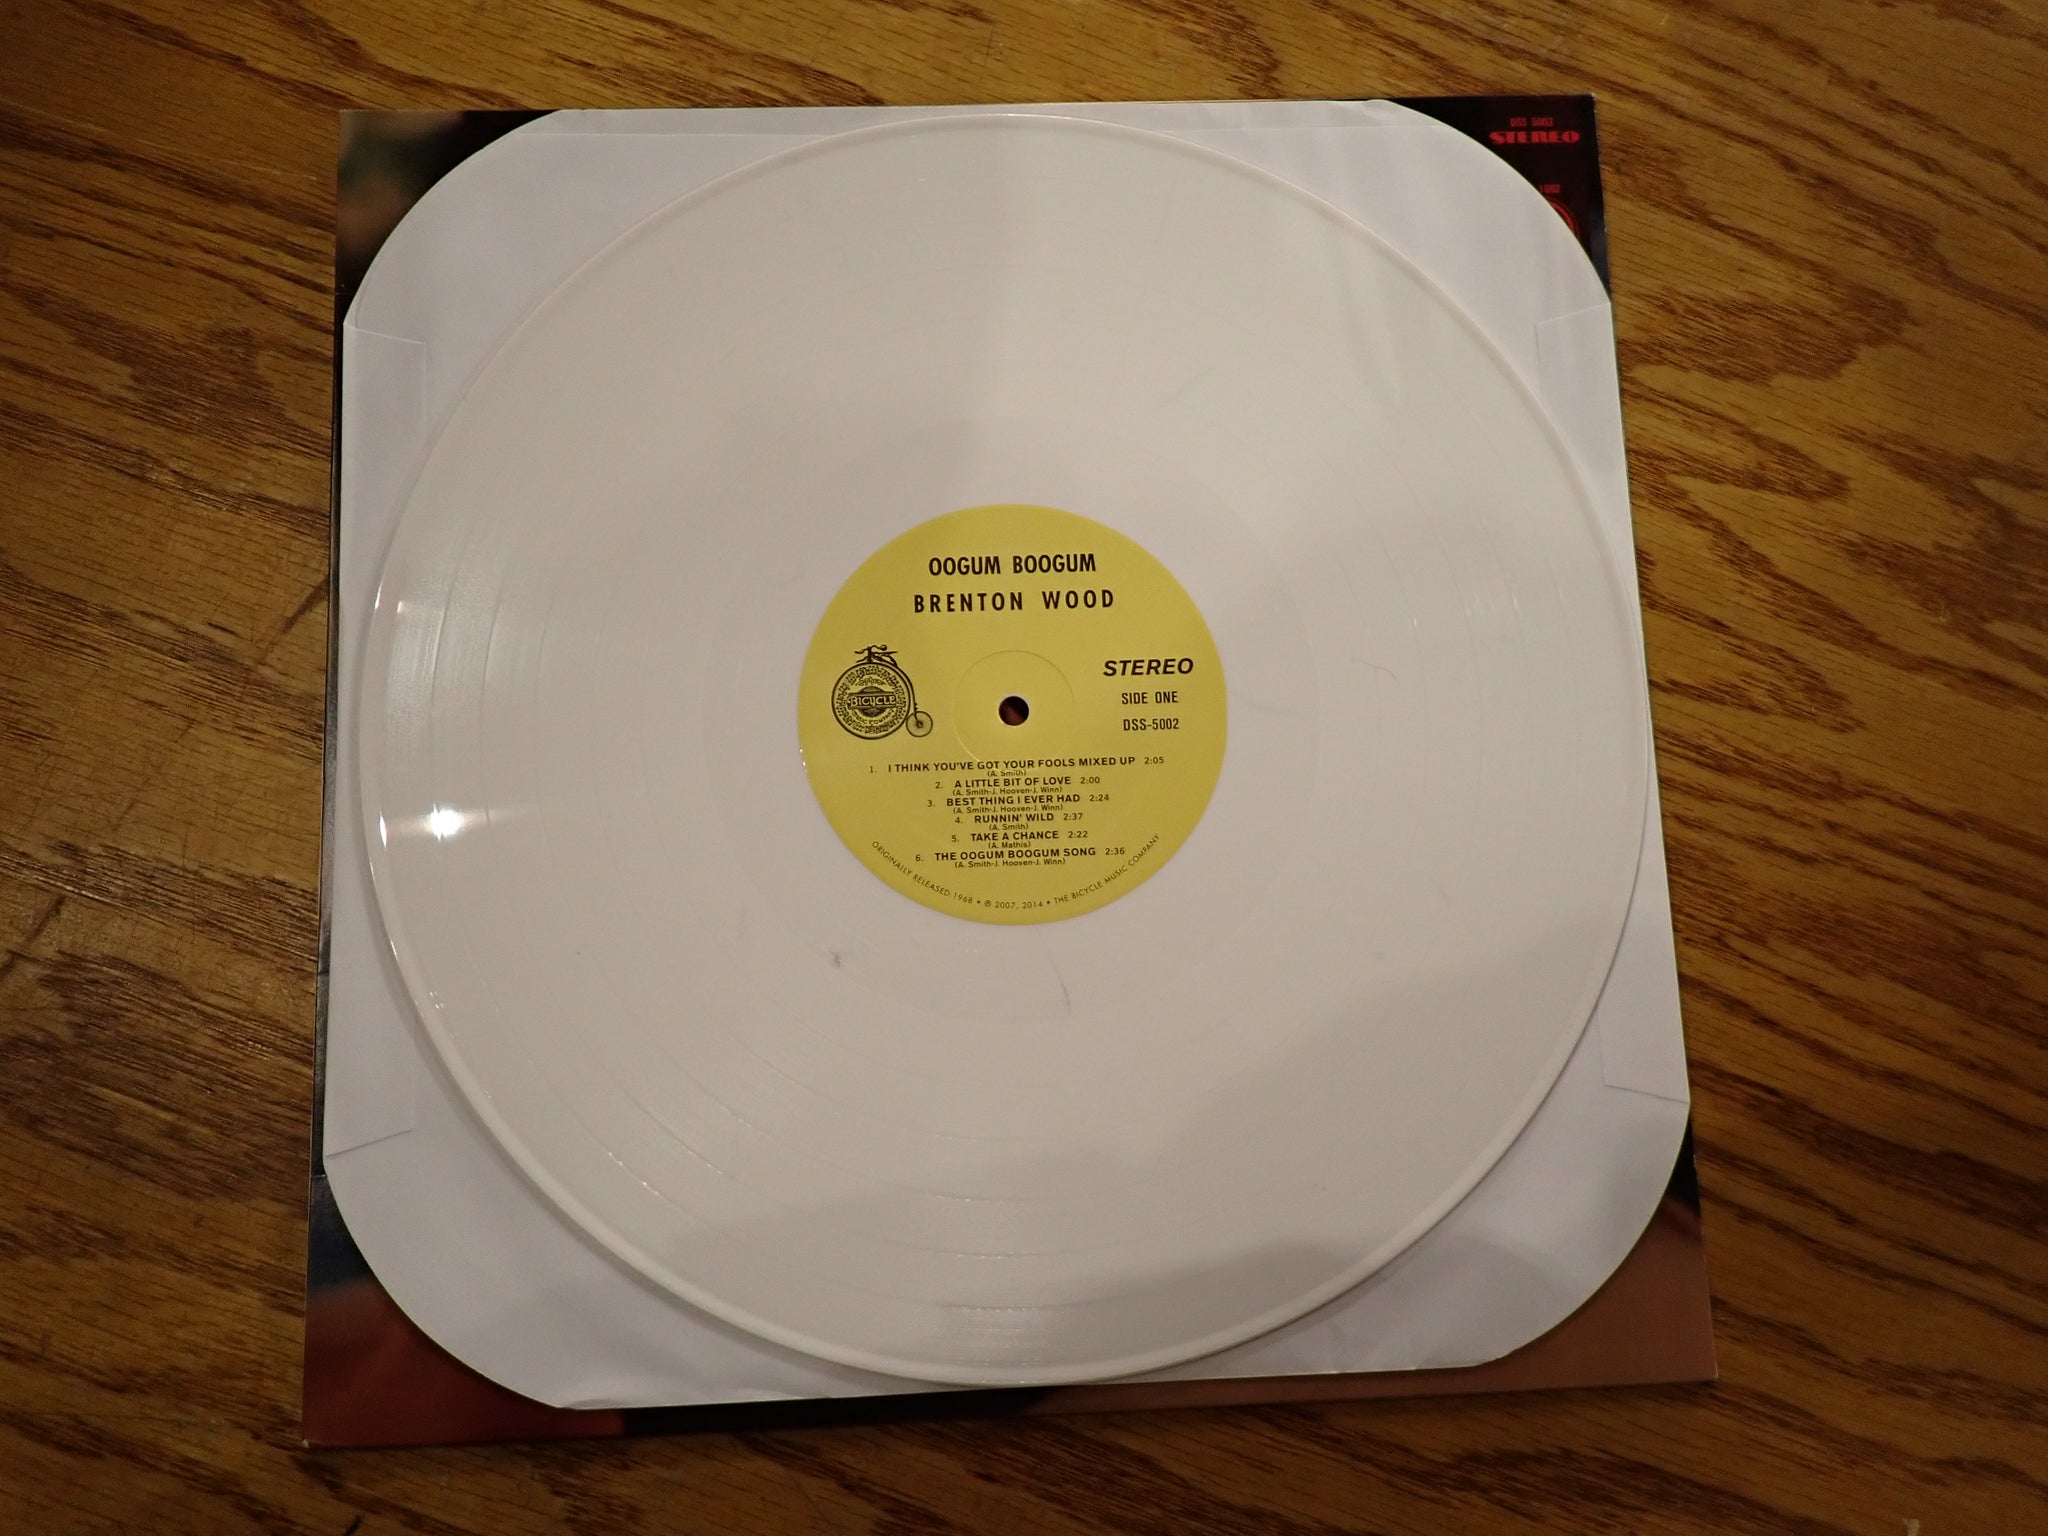 DSS 5002
STEREO
1002
OOGUM BOOGUM
BRENTON WOOD
BICYCLE
STEREO
SIDE ONE
DSS-5002
1. I THINK YOU'VE GOT YOUR FOOLS MIXED UP 2:05
(A. Smith)
2. A LITTLE BIT OF LOVE 2:00
(A. Smith-J. Hooven-J. Winn)
3. BEST THING I EVER HAD 2:24
(A. Smith-J. Hooven-J. Winn)
4. RUNNIN' WILD 2:37
(A. Smith)
5. TAKE A CHANCE 2:22
(A. Mathis)
6. THE OOGUM BOOGUM SONG 2:36
(A. Smith-J. Hooven-J. Winn)
ORIGINALLY RELEASED 1968 • ℗ 2007, 2014 • THE BICYCLE MUSIC COMPANY